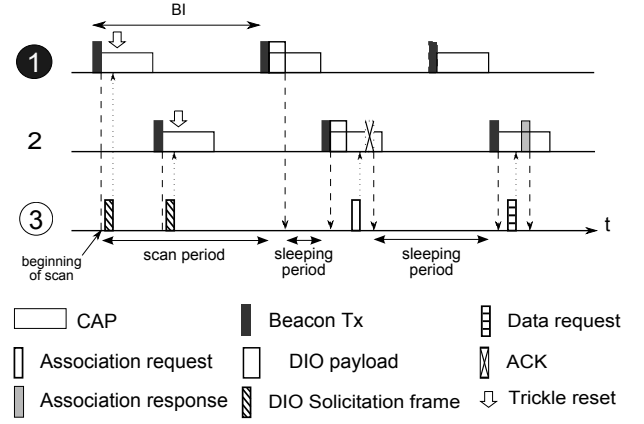 BI
1
2
3
t
beginning
of scan
scan period
sleeping
period
sleeping
period
CAP
Beacon Tx
Data request
Association request
DIO payload
ACK
Association response
DIO Solicitation frame
Trickle reset